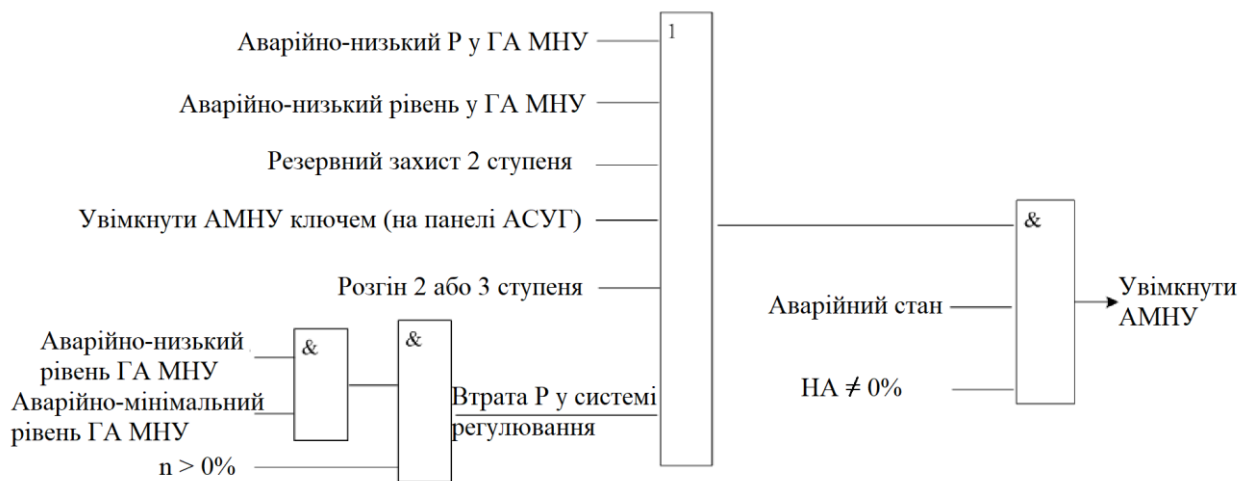 1
Аварійно-низький Р у ГА МНУ
Аварійно-низький рівень у ГА МНУ
Резервний захист 2 ступеня
Увімкнути АМНУ ключем (на панелі АСУГ)
Розгін 2 або 3 ступеня
Аварійно-низький
рівень ГА МНУ
Аварійно-мінімальний
рівень ГА МНУ
n > 0%
&
&
Втрата Р у системі
регулювання
&
Аварійний стан
НА ≠ 0%
Увімкнути
АМНУ